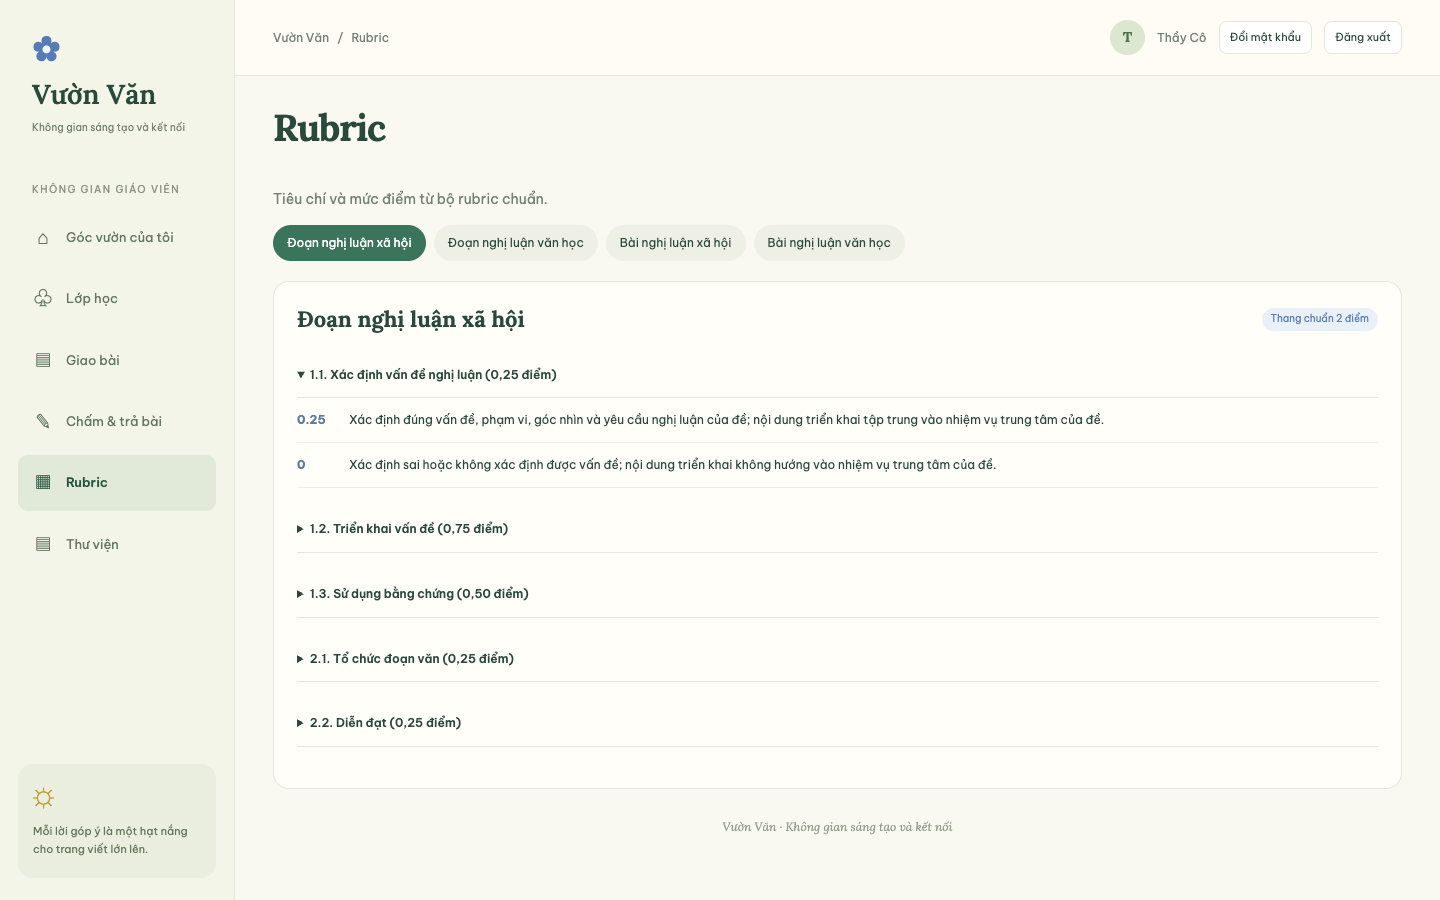 Vườn Văn
Không gian sáng tạo và kết nối
KHÔNG GIAN GIÁO VIÊN
Góc vườn của tôi
Lớp học
Giao bài
Chấm & trả bài
Rubric
Thư viện
Mỗi lời góp ý là một hạt nắng
cho trang viết lớn lên.
Vườn Văn / Rubric
T
Thầy Cô
Đổi mật khẩu
Đăng xuất
Rubric
Tiêu chí và mức điểm từ bộ rubric chuẩn.
Đoạn nghị luận xã hội
Đoạn nghị luận văn học
Bài nghị luận xã hội
Bài nghị luận văn học
Đoạn nghị luận xã hội
Thang chuẩn 2 điểm
1.1. Xác định vấn đề nghị luận (0,25 điểm)
0.25 Xác định đúng vấn đề, phạm vi, góc nhìn và yêu cầu nghị luận của đề; nội dung triển khai tập trung vào nhiệm vụ trung tâm của đề.
0 Xác định sai hoặc không xác định được vấn đề; nội dung triển khai không hướng vào nhiệm vụ trung tâm của đề.
1.2. Triển khai vấn đề (0,75 điểm)
1.3. Sử dụng bằng chứng (0,50 điểm)
2.1. Tổ chức đoạn văn (0,25 điểm)
2.2. Diễn đạt (0,25 điểm)
Vườn Văn · Không gian sáng tạo và kết nối